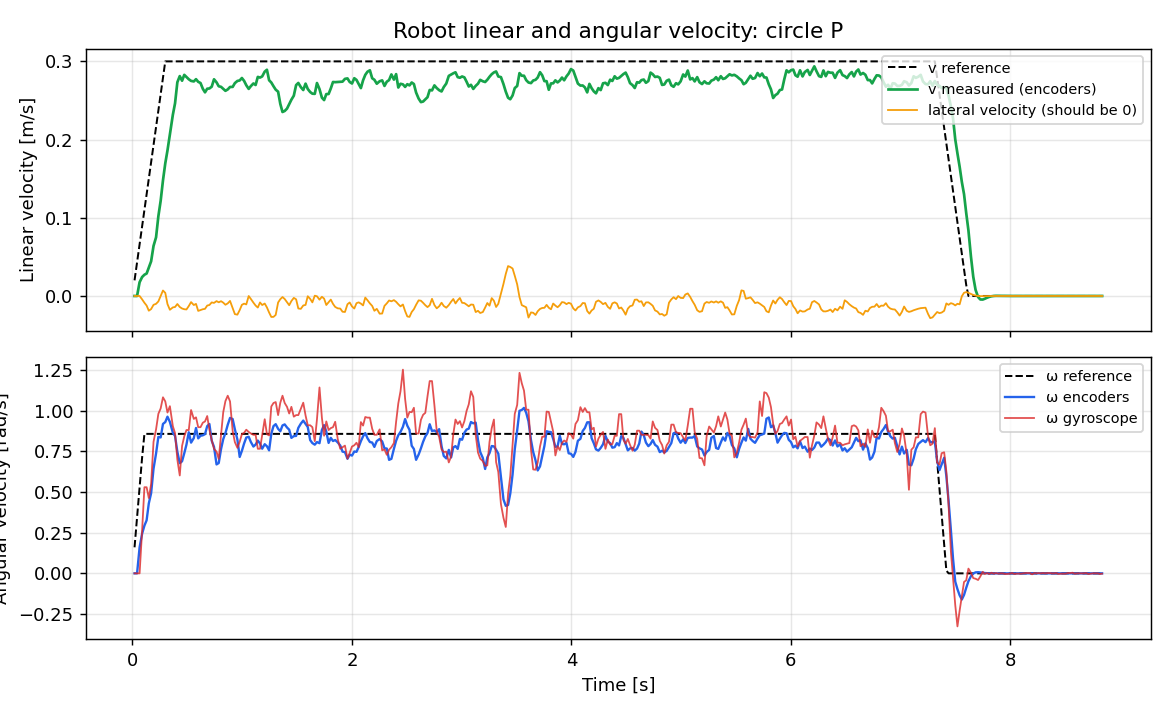 Robot linear and angular velocity: circle P
Linear velocity [m/s]
0.3
0.2
0.1
0.0
v reference
v measured (encoders)
lateral velocity (should be 0)
Angular velocity [rad/s]
1.25
1.00
0.75
0.50
0.25
0.00
−0.25
ω reference
ω encoders
ω gyroscope
0
2
4
6
8
Time [s]